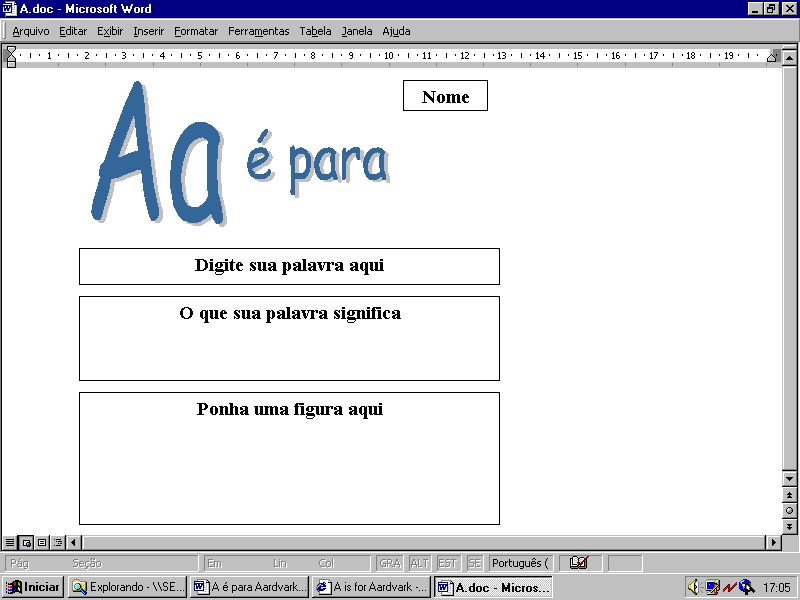 A.doc - Microsoft Word
Arquivo Editar Exibir Inserir Formatar Ferramentas Tabela Janela Ajuda
1 2 3 4 5 6 7 8 9 10 11 12 13 14 15 16 17 18 19
Nome
Aa é para
Digite sua palavra aqui
O que sua palavra significa
Ponha uma figura aqui
Pág Seção Em Lin Col GRA ALT EST SE Português (
Iniciar Explorando - \\SE... A é para Aardvark... A is for Aardvark -... A.doc - Micros... 17:05